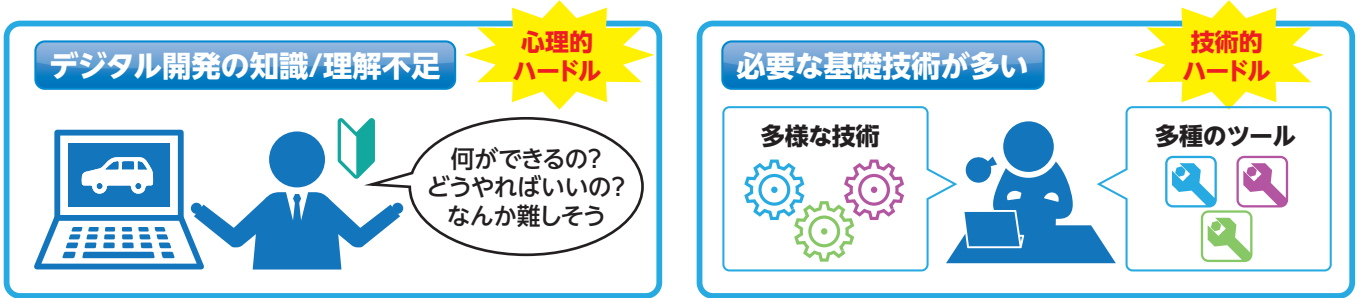 デジタル開発の知識/理解不足
心理的
ハードル
何ができるの?
どうやればいいの?
なんか難しそう
必要な基礎技術が多い
技術的
ハードル
多様な技術
多種のツール